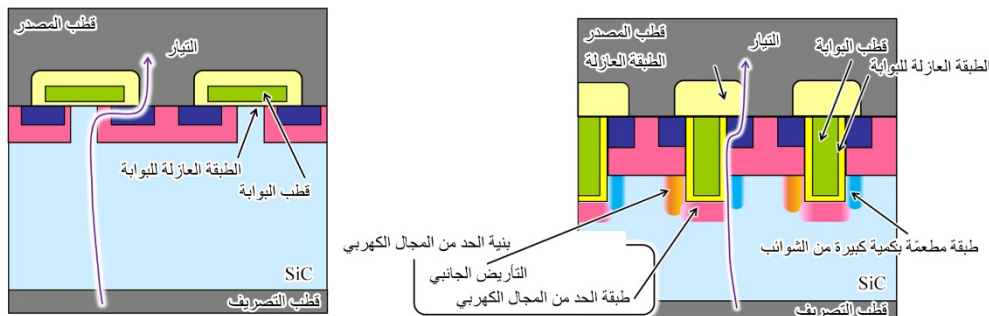 قطب المصدر
التيار
الطبقة العازلة للبوابة
قطب البوابة
SiC
قطب التصريف
قطب المصدر
الطبقة العازلة
التيار
قطب البوابة
الطبقة العازلة للبوابة
طبقة مطعمّة بكمية كبيرة من الشوائب
بنية الحد من المجال الكهربي
التأريض الجانبي
طبقة الحد من المجال الكهربي
SiC
قطب التصريف